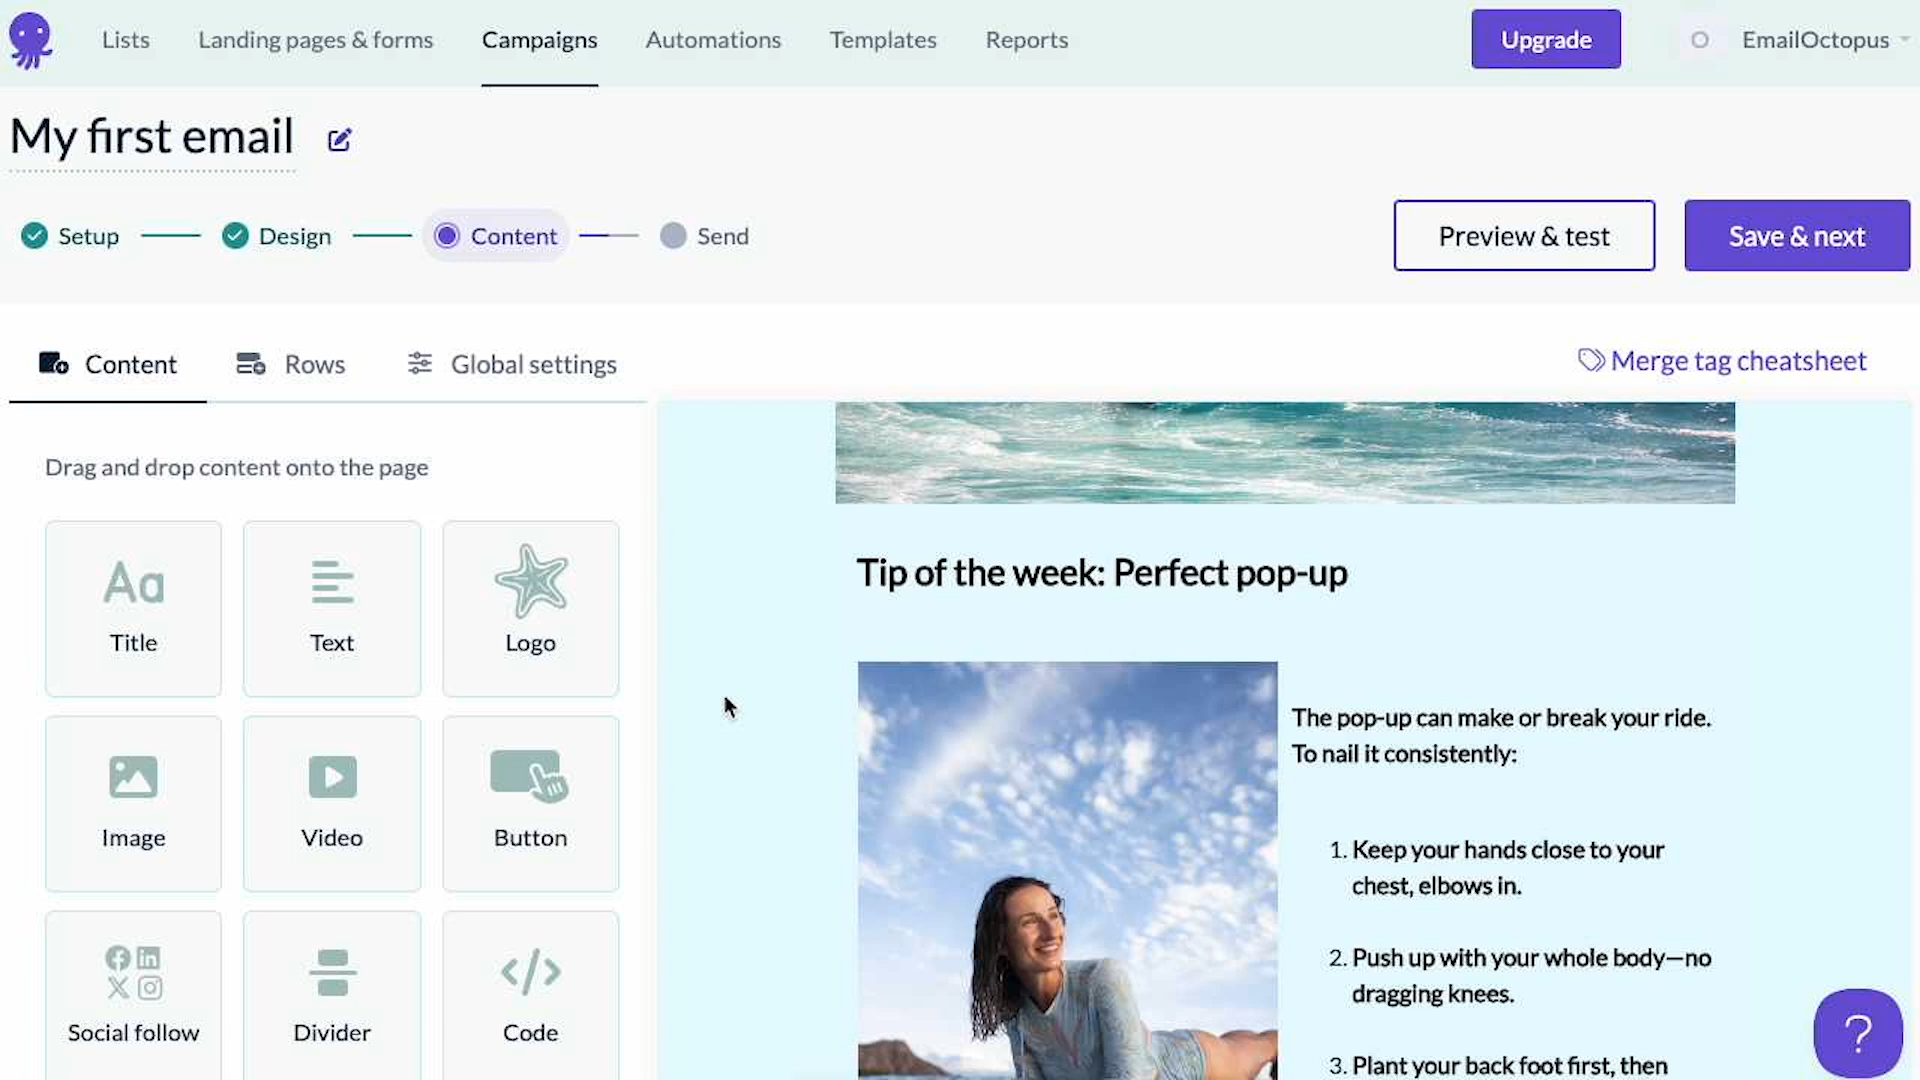 Lists
Landing pages & forms
Campaigns
Automations
Templates
Reports
Upgrade
O
EmailOctopus
My first email
Setup
Design
Content
Send
Preview & test
Save & next
Content
Rows
Global settings
Merge tag cheatsheet
Drag and drop content onto the page
Aa
Title
Text
Logo
Image
Video
Button
Social follow
Divider
Code
Tip of the week: Perfect pop-up
The pop-up can make or break your ride.
To nail it consistently:
1. Keep your hands close to your
chest, elbows in.
2. Push up with your whole body—no
dragging knees.
3. Plant your back foot first, then
?